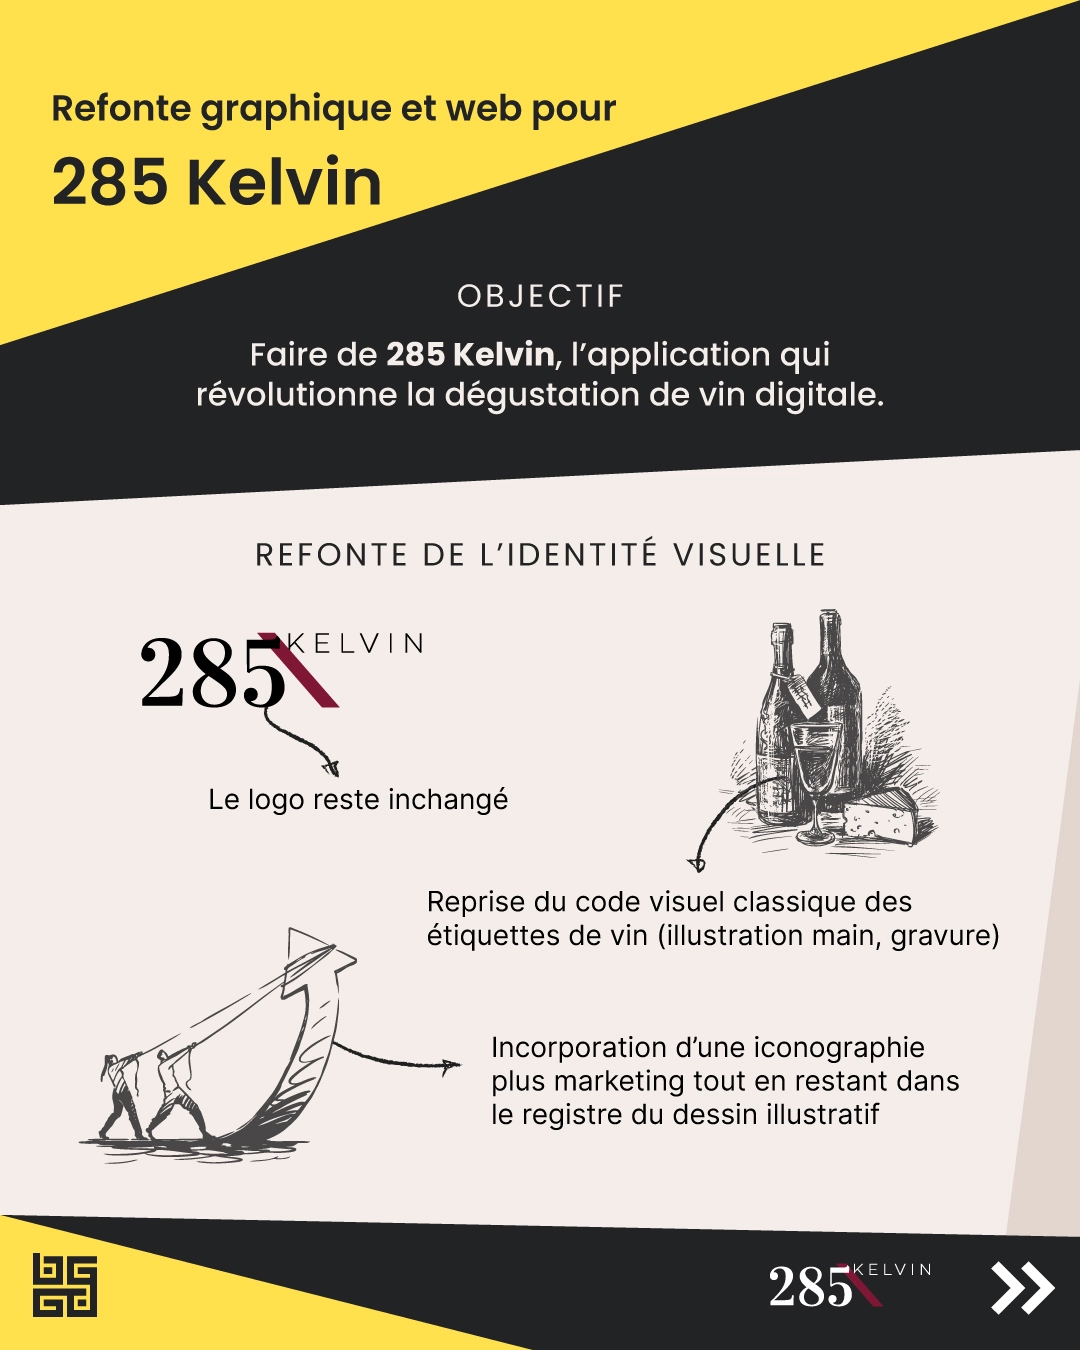 Refonte graphique et web pour
285 Kelvin
OBJECTIF
Faire de 285 Kelvin, l’application qui
révolutionne la dégustation de vin digitale.
REFONTE DE L’IDENTITÉ VISUELLE
285 KELVIN
Le logo reste inchangé
Reprise du code visuel classique des
étiquettes de vin (illustration main, gravure)
Incorporation d’une iconographie
plus marketing tout en restant dans
le registre du dessin illustratif
285 KELVIN